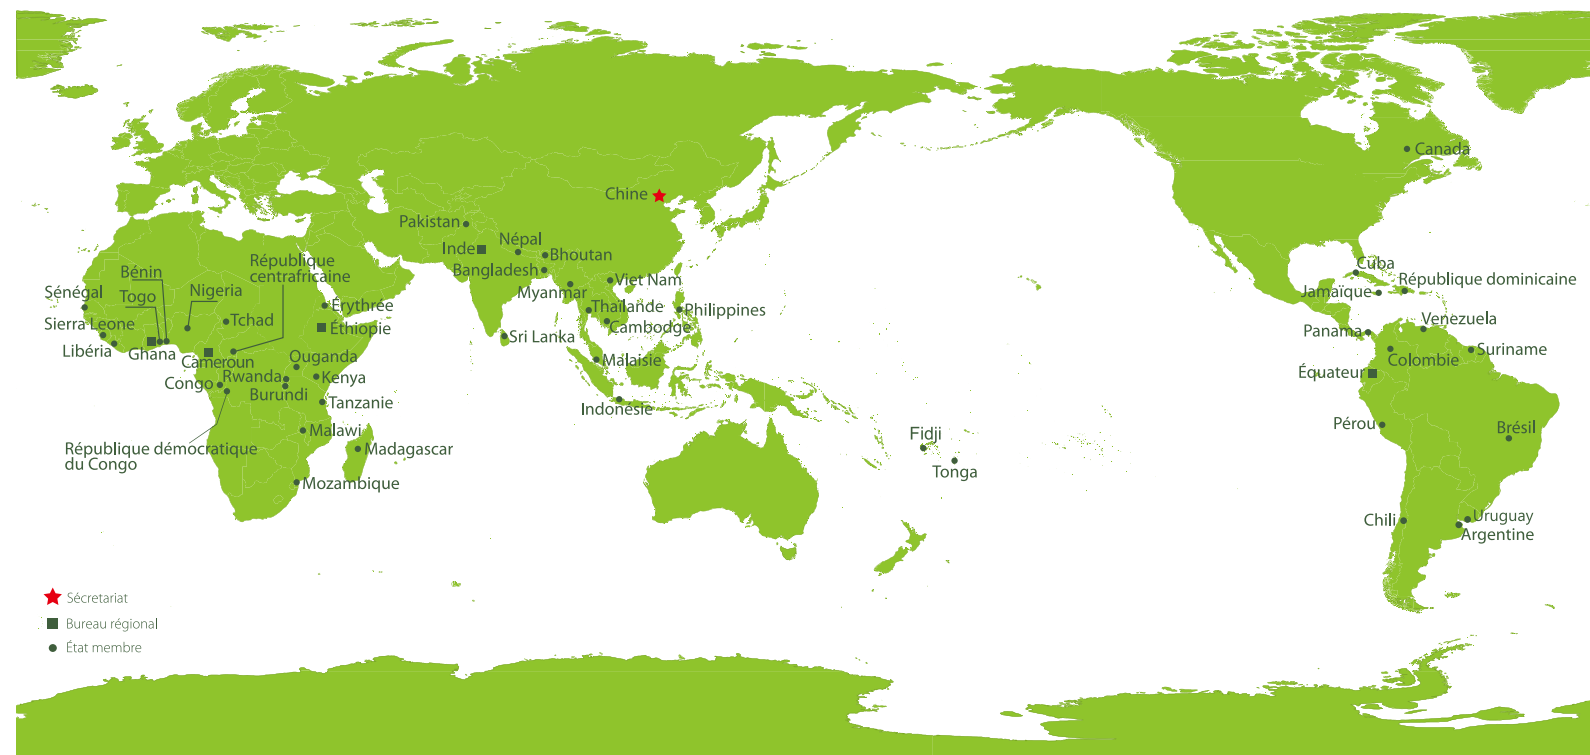 Canada
Chine
Pakistan
Népal
Inde
Bhoutan
Bangladesh
République
centrafricaine
Cuba
Bénin
Viet Nam
République dominicaine
Sénégal
Togo
Nigeria
Myanmar
Jamaïque
Érythrée
Thaïlande
Philippines
Sierra Leone
Tchad
Éthiopie
Cambodge
Venezuela
Panama
Libéria
Ghana
Sri Lanka
Cameroun
Ouganda
Malaisie
Colombie
Suriname
Congo
Rwanda
Kenya
Équateur
Burundi
Tanzanie
Indonésie
Malawi
Fidji
Pérou
Brésil
République démocratique
du Congo
Madagascar
Tonga
Mozambique
Chili
Uruguay
Argentine
Sécretariat
Bureau régional
État membre